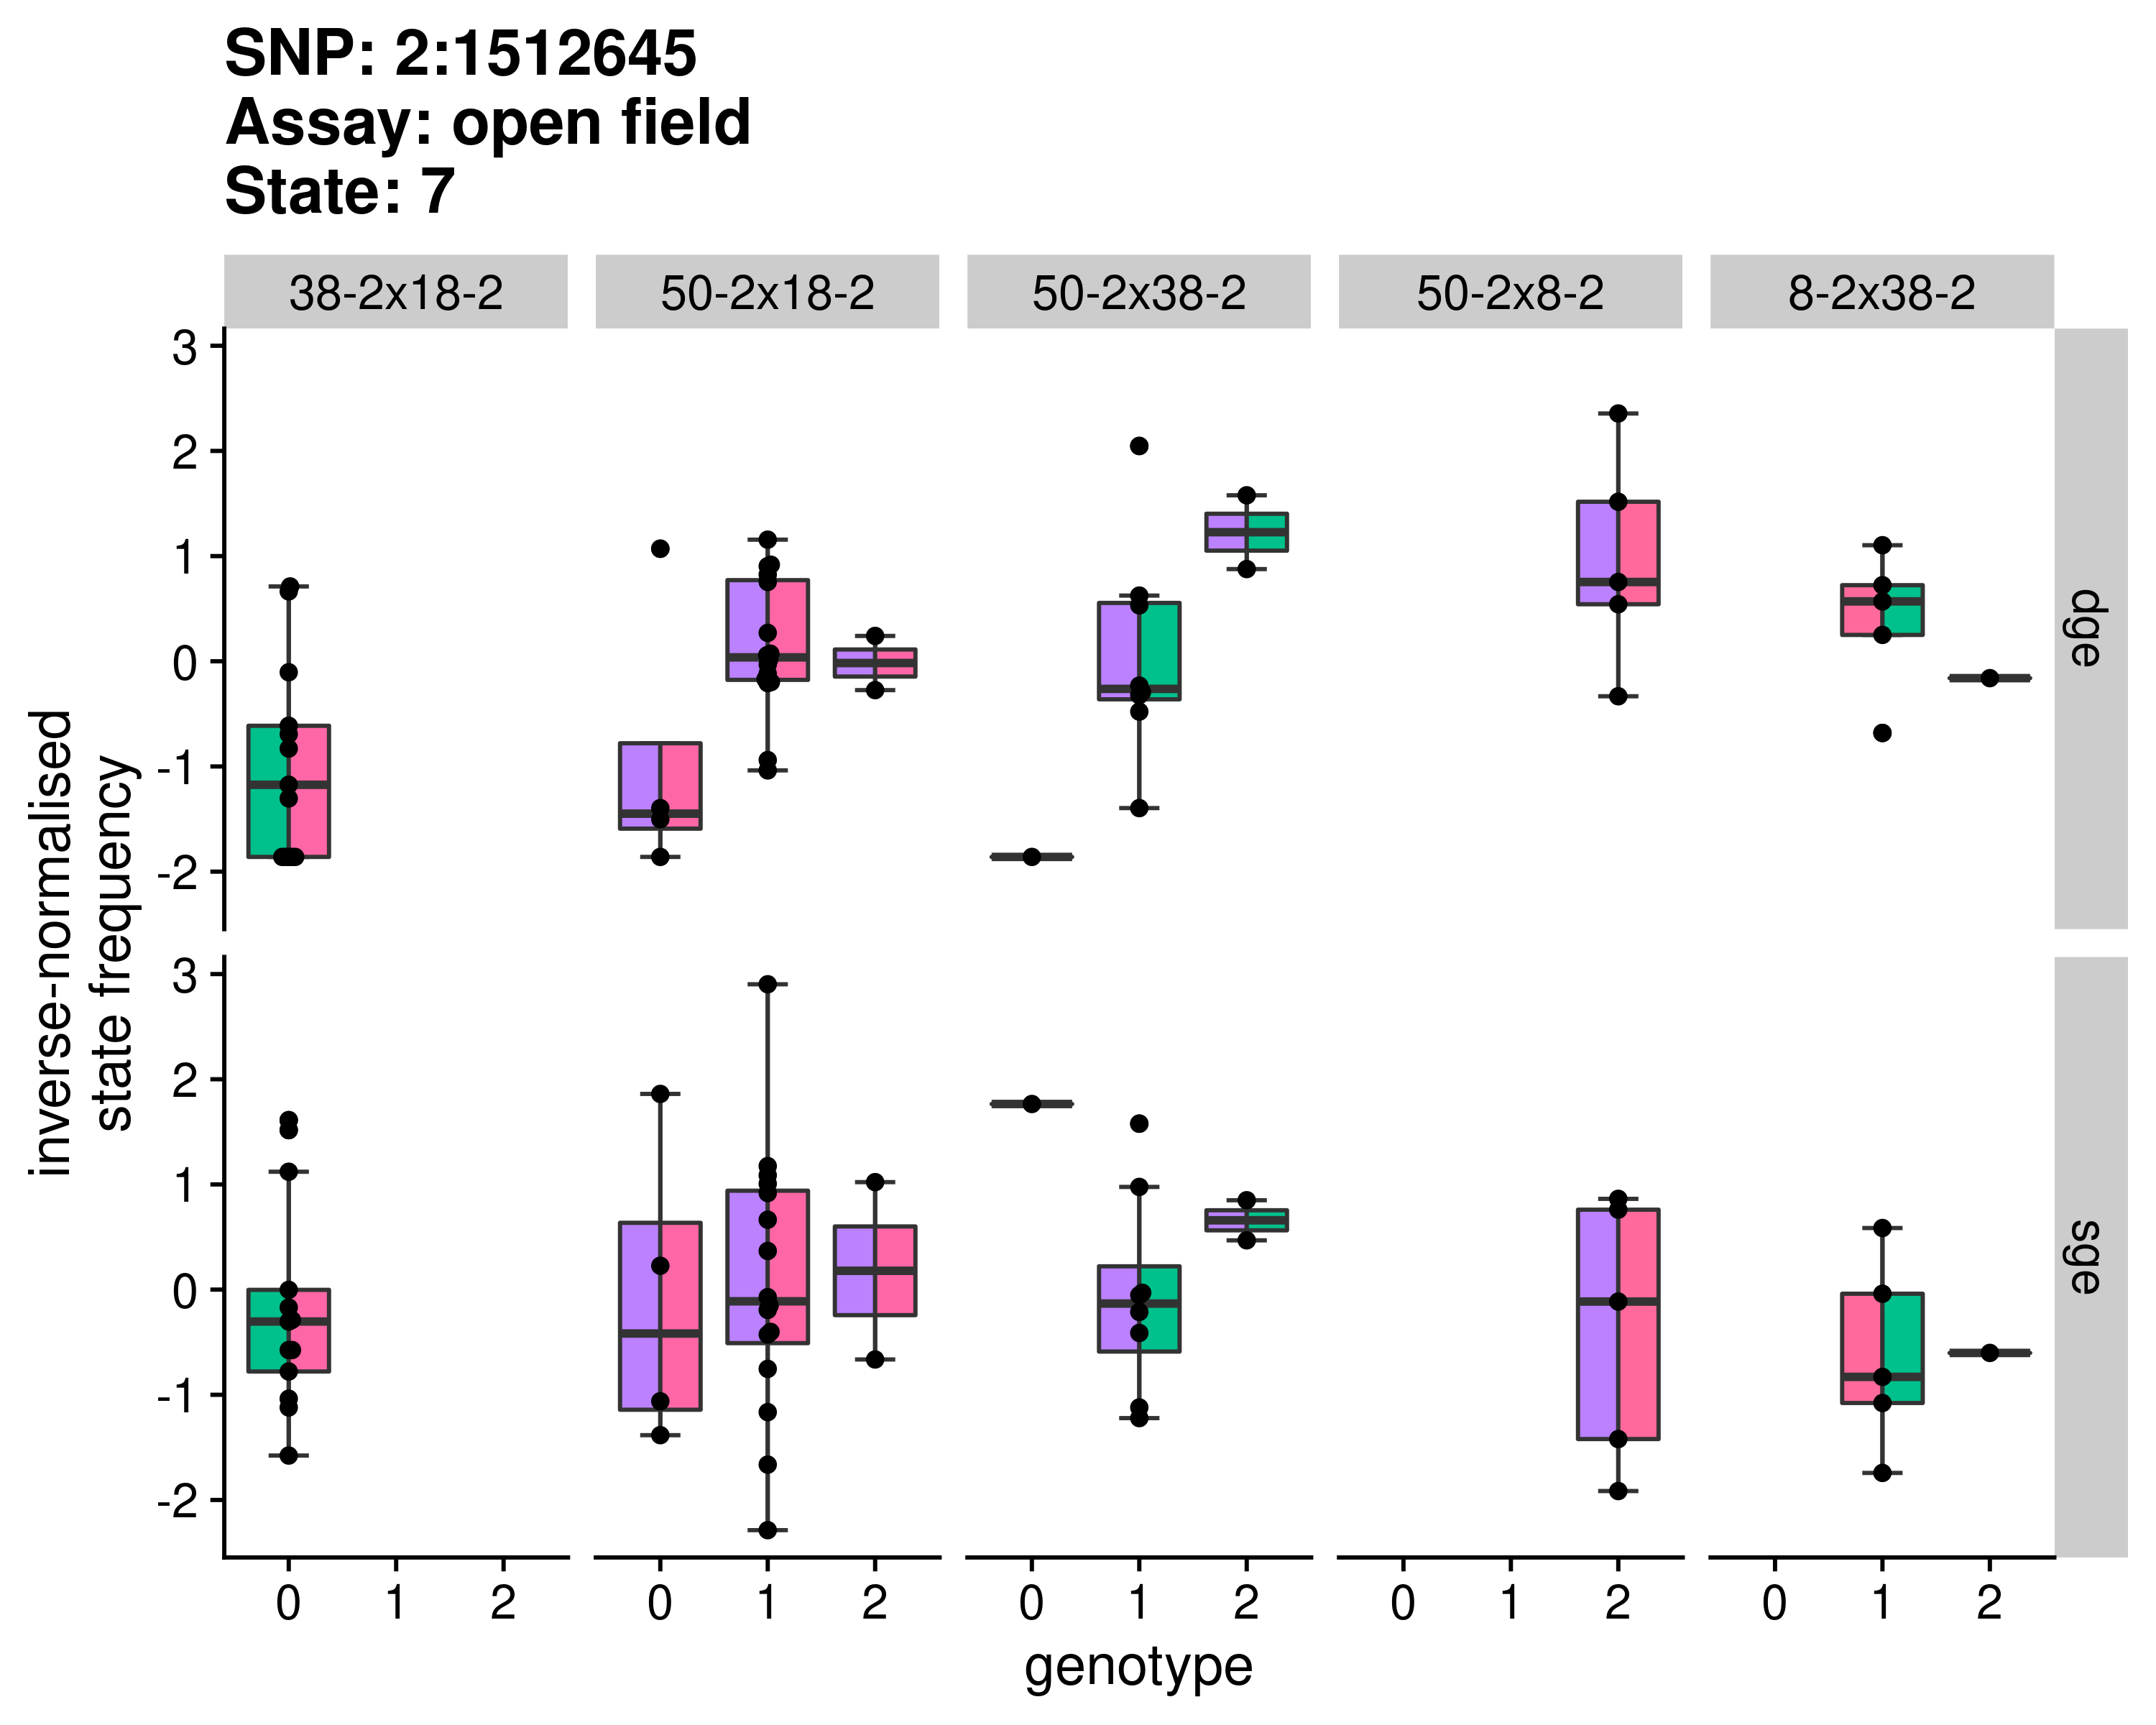 SNP: 2:1512645
Assay: open field
State: 7
38-2x18-2 50-2x18-2 50-2x38-2 50-2x8-2 8-2x38-2
3
2
1
0
-1
-2
dge
3
2
1
0
-1
-2
sge
inverse-normalised
state frequency
0 1 2 0 1 2 0 1 2 0 1 2 0 1 2
genotype